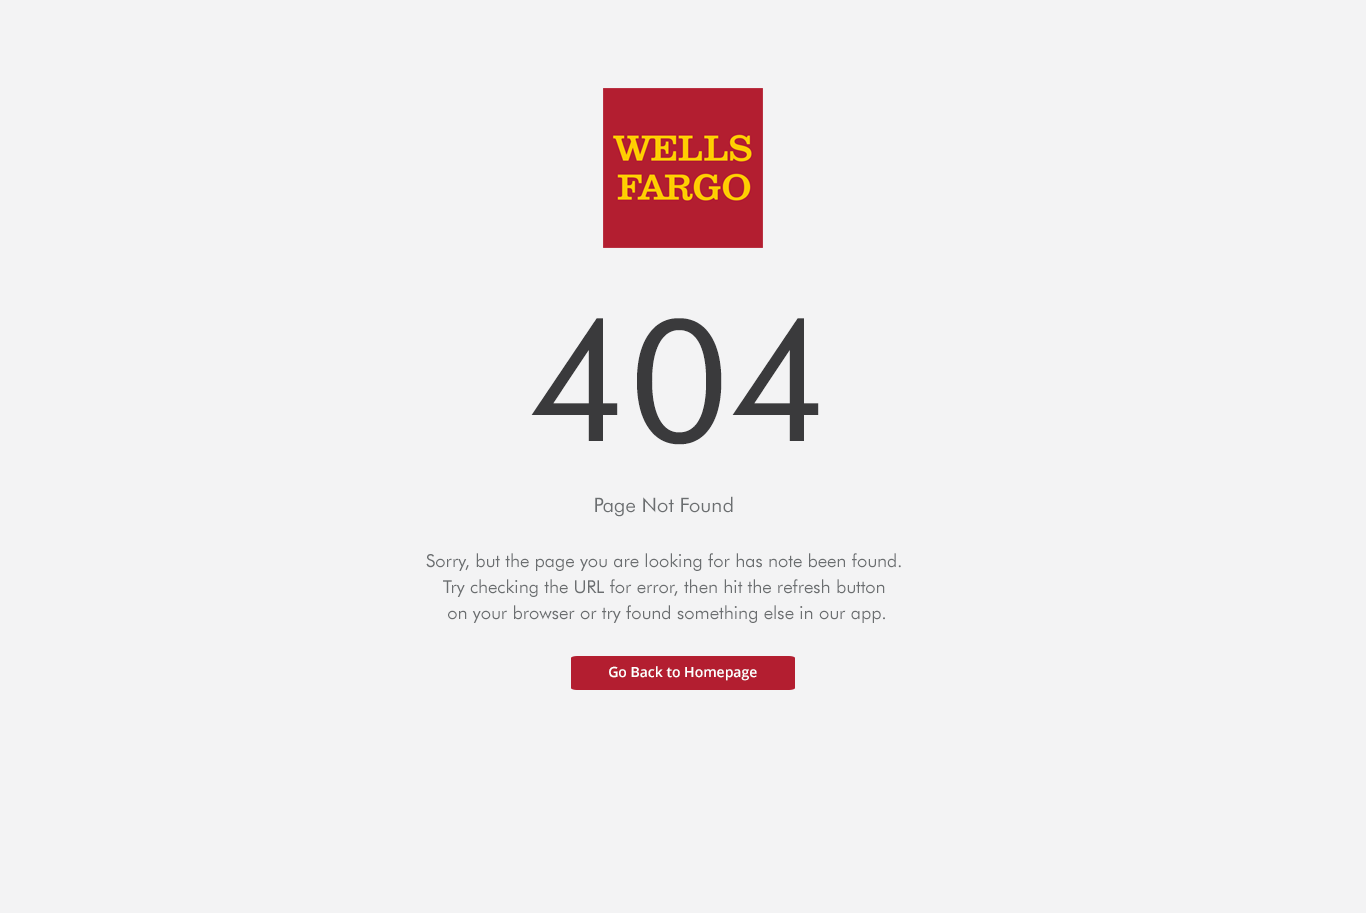 WELLS
FARGO
404
Page Not Found
Sorry, but the page you are looking for has note been found.
Try checking the URL for error, then hit the refresh button
on your browser or try found something else in our app.
Go Back to Homepage